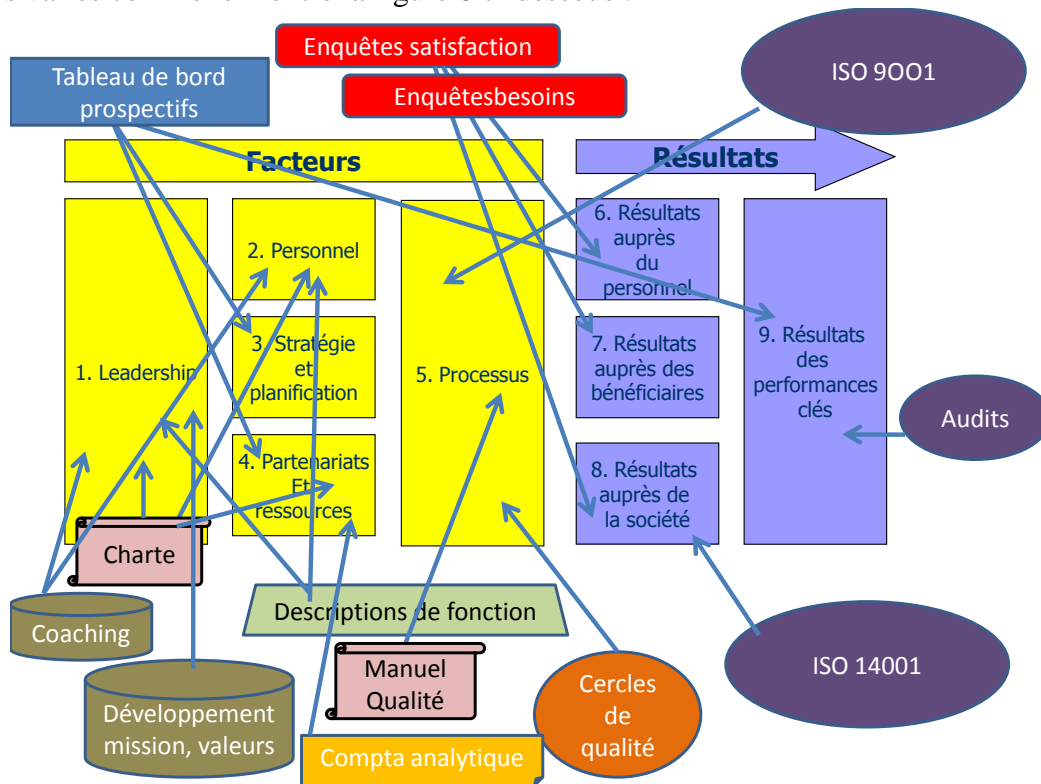 Enquêtes satisfaction
Enquêtesbesoins
Tableau de bord
prospectifs
ISO 9OO1
Facteurs
Résultats
1. Leadership
2. Personnel
3. Stratégie
et
planification
4. Partenariats
Et
ressources
5. Processus
6. Résultats
auprès
du
personnel
7. Résultats
auprès des
bénéficiaires
8. Résultats
auprès de
la société
9. Résultats
des
performances
clés
Audits
Charte
Coaching
Descriptions de fonction
Développement
mission, valeurs
Manuel
Qualité
Compta analytique
Cercles
de
qualité
ISO 14001